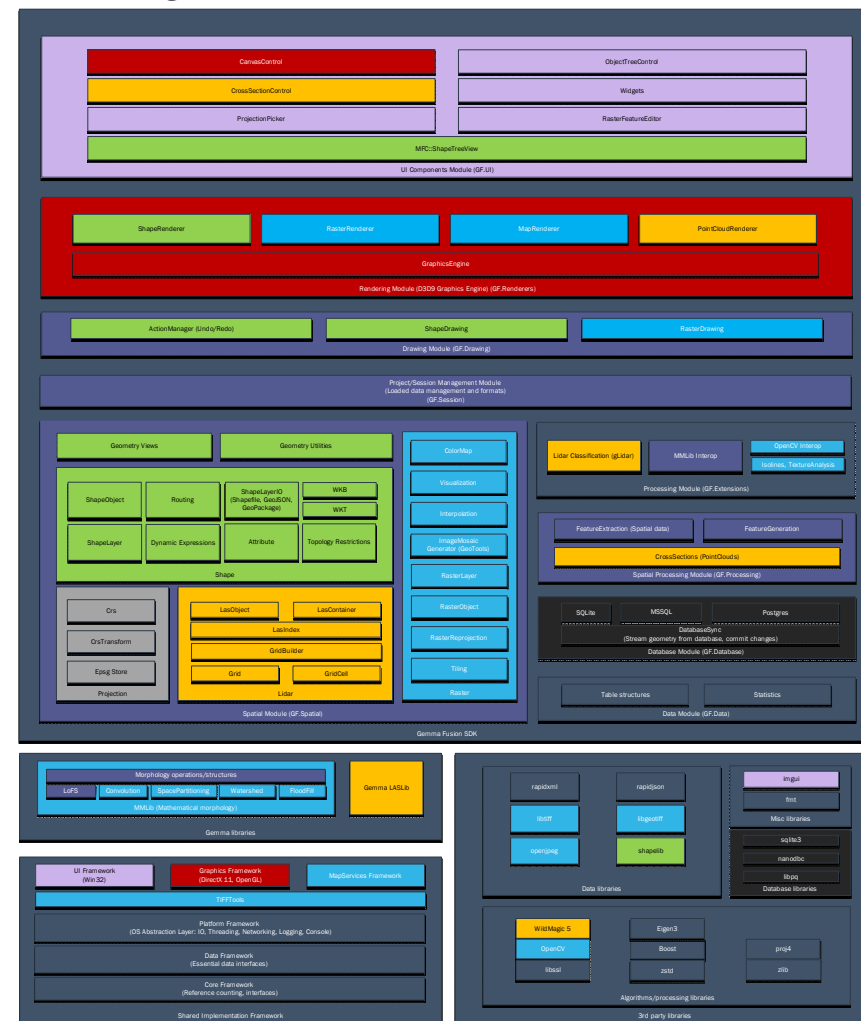 CanvasControl
ObjectTreeControl
CrossSectionControl
Widgets
ProjectionPicker
RasterFeatureEditor
MFC::ShapeTreeView
UI Components Module (GF.UI)
ShapeRenderer
RasterRenderer
MapRenderer
PointCloudRenderer
GraphicsEngine
Rendering Module (D3D9 Graphics Engine) (GF.Renderers)
ActionManager (Undo/Redo)
ShapeDrawing
RasterDrawing
Drawing Module (GF.Drawing)
Project/Session Management Module
(Loaded data management and formats)
(GF.Session)
Geometry Views
Geometry Utilities
ShapeObject
Routing
ShapeLayerIO
(Shapefile, GeoJSON,
GeoPackage)
WKB
WKT
ShapeLayer
Dynamic Expressions
Attribute
Topology Restrictions
Shape
Crs
CrsTransform
Epsg Store
Projection
LasObject
LasContainer
LasIndex
GridBuilder
Grid
GridCell
Lidar
ColorMap
Visualization
Interpolation
ImageMosaic
Generator (GeoTools)
RasterLayer
RasterObject
RasterReprojection
Tiling
Raster
Spatial Module (GF.Spatial)
Lidar Classification (gLidar)
MMLib Interop
OpenCV Interop
Isolines, TextureAnalysis
Processing Module (GF.Extensions)
FeatureExtraction (Spatial data)
FeatureGeneration
CrossSections (PointClouds)
Spatial Processing Module (GF.Processing)
SQLite
MSSQL
Postgres
DatabaseSync
(Stream geometry from database, commit changes)
Database Module (GF.Database)
Table structures
Statistics
Data Module (GF.Data)
Gemma Fusion SDK
Morphology operations/structures
LoFS
Convolution
SpacePartitioning
Watershed
FloodFill
MMLib (Mathematical morphology)
Gemma LASLib
Gemma libraries
UI Framework
(Win32)
Graphics Framework
(DirectX 11, OpenGL)
MapServices Framework
TIFFTools
Platform Framework
(OS Abstraction Layer: IO, Threading, Networking, Logging, Console)
Data Framework
(Essential data interfaces)
Core Framework
(Reference counting, interfaces)
Shared Implementation Framework
rapidxml
rapidjson
libtiff
libgeotiff
openjpeg
shapelib
Data libraries
imgui
fmt
Misc libraries
sqlite3
nanodbc
libpq
Database libraries
WildMagic 5
Eigen3
OpenCV
Boost
proj4
libssl
zstd
zlib
Algorithms/processing libraries
3rd party libraries